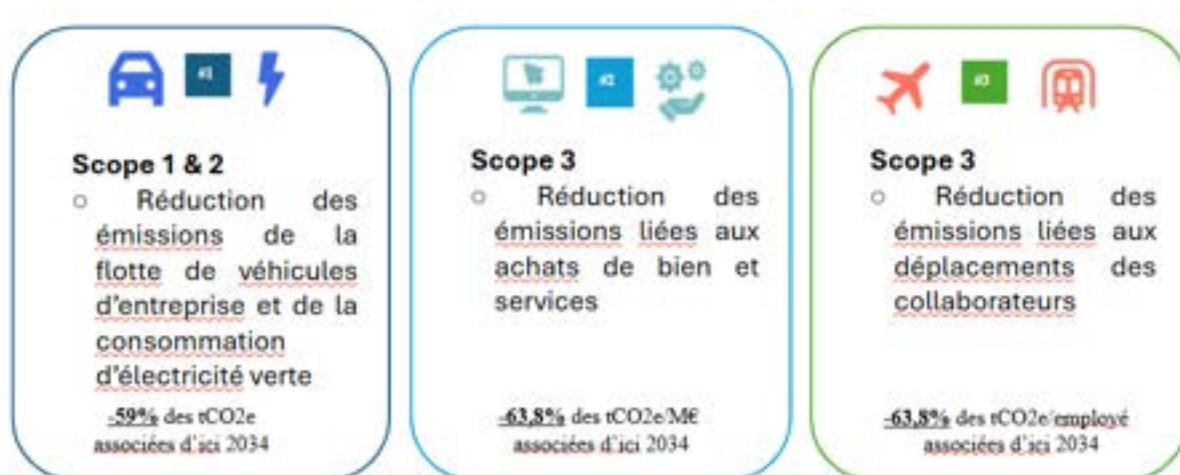 #1
Scope 1 & 2
○ Réduction des
émissions de la
flotte de véhicules
d'entreprise et de la
consommation
d'électricité verte
-59% des tCO2e
associées d'ici 2034
#2
Scope 3
○ Réduction des
émissions liées aux
achats de bien et
services
-63,8% des tCO2e/M€
associées d'ici 2034
#3
Scope 3
○ Réduction des
émissions liées aux
déplacements des
collaborateurs
-63,8% des tCO2e/employé
associées d'ici 2034